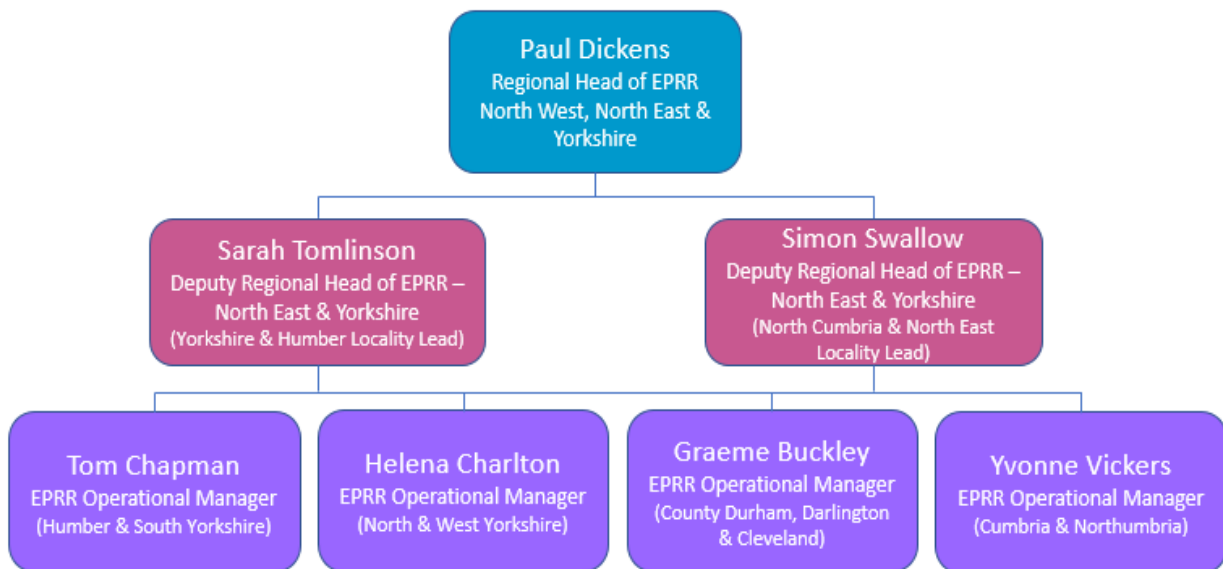 Paul Dickens
Regional Head of EPRR
North West, North East &
Yorkshire
Sarah Tomlinson
Deputy Regional Head of EPRR –
North East & Yorkshire
(Yorkshire & Humber Locality Lead)
Simon Swallow
Deputy Regional Head of EPRR –
North East & Yorkshire
(North Cumbria & North East
Locality Lead)
Tom Chapman
EPRR Operational Manager
(Humber & South Yorkshire)
Helena Charlton
EPRR Operational Manager
(North & West Yorkshire)
Graeme Buckley
EPRR Operational Manager
(County Durham, Darlington
& Cleveland)
Yvonne Vickers
EPRR Operational Manager
(Cumbria & Northumbria)